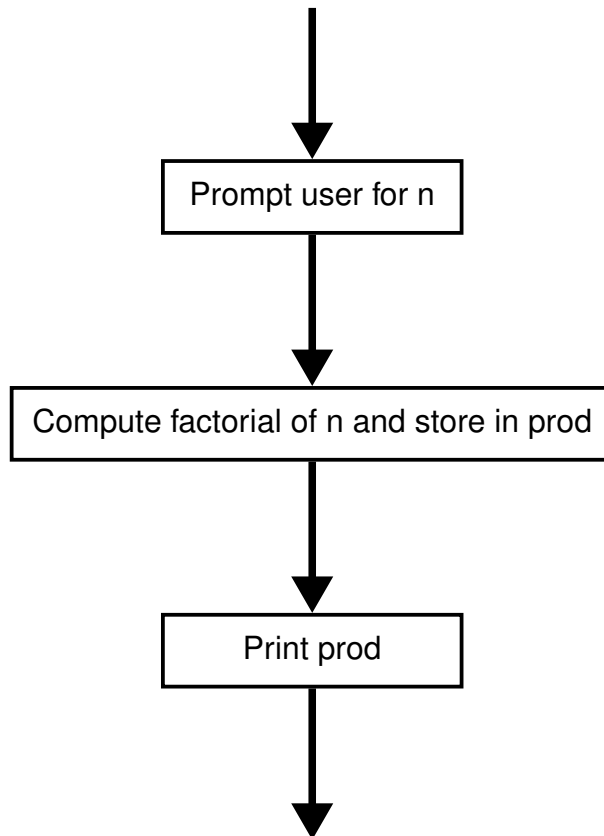 Prompt user for n
Compute factorial of n and store in prod
Print prod